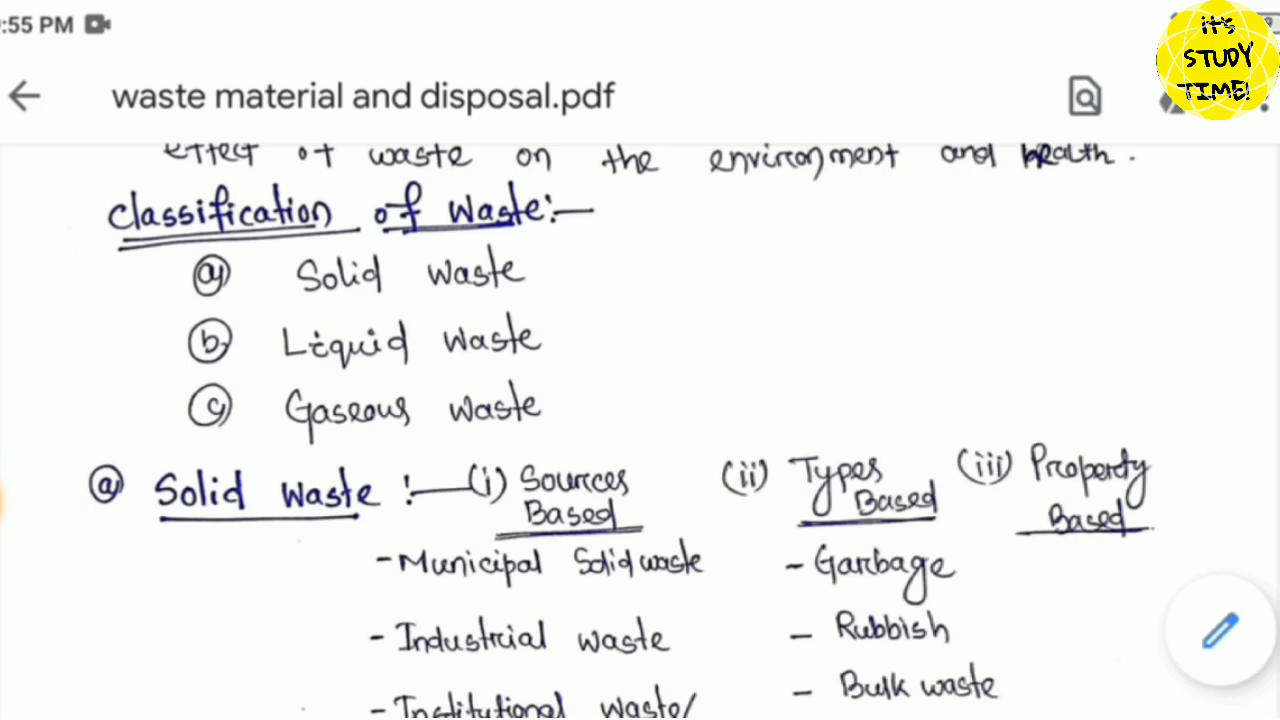 :55 PM
It's
STUDY
TIME!
waste material and disposal.pdf
effect of waste on the environment and health.
Classification of Waste:-
(a) Solid waste
(b) Liquid waste
(c) Gaseous waste
(a) Solid waste :- (i) Sources Based (ii) Types Based (iii) Property Based
- Municipal Solid waste - Garbage
- Industrial waste - Rubbish
- Institutional waste/ - Bulk waste